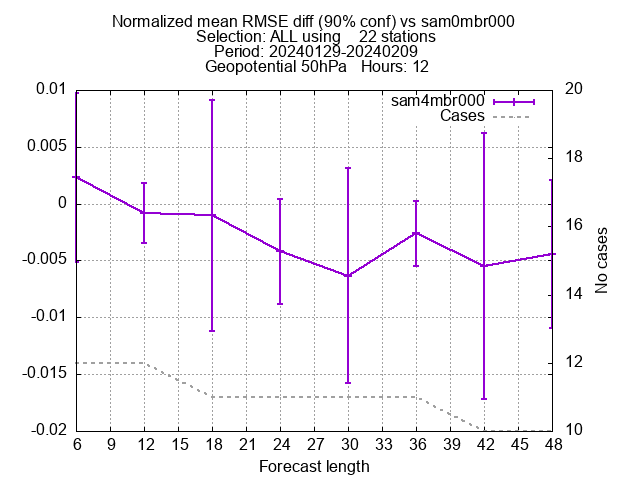 Normalized mean RMSE diff (90% conf) vs sam0mbr000
Selection: ALL using    22 stations
Period: 20240129-20240209
Geopotential 50hPa   Hours: 12
sam4mbr000
Cases
0.01
0.005
0
-0.005
-0.01
-0.015
-0.02
20
18
16
14
12
10
No cases
6 9 12 15 18 21 24 27 30 33 36 39 42 45 48
Forecast length